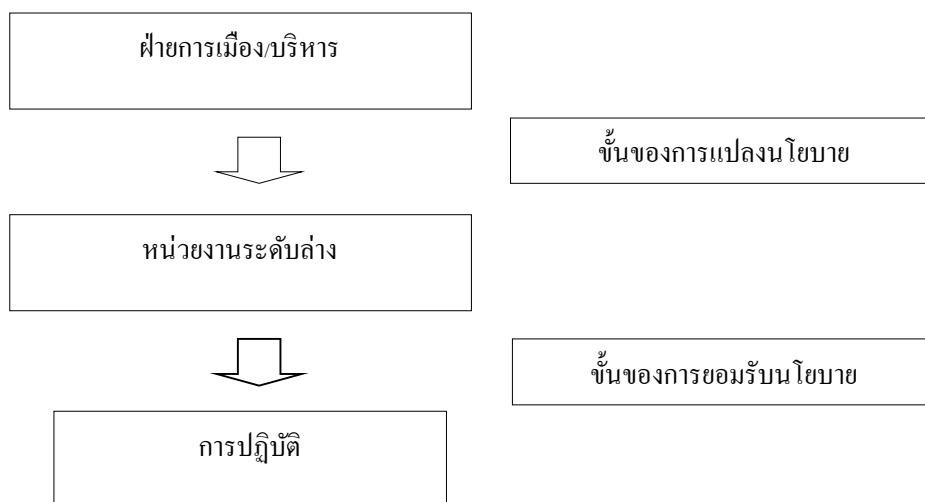 ฝ่ายการเมือง/บริหาร
ขั้นของการแปลงนโยบาย
หน่วยงานระดับล่าง
ขั้นของการยอมรับนโยบาย
การปฏิบัติ